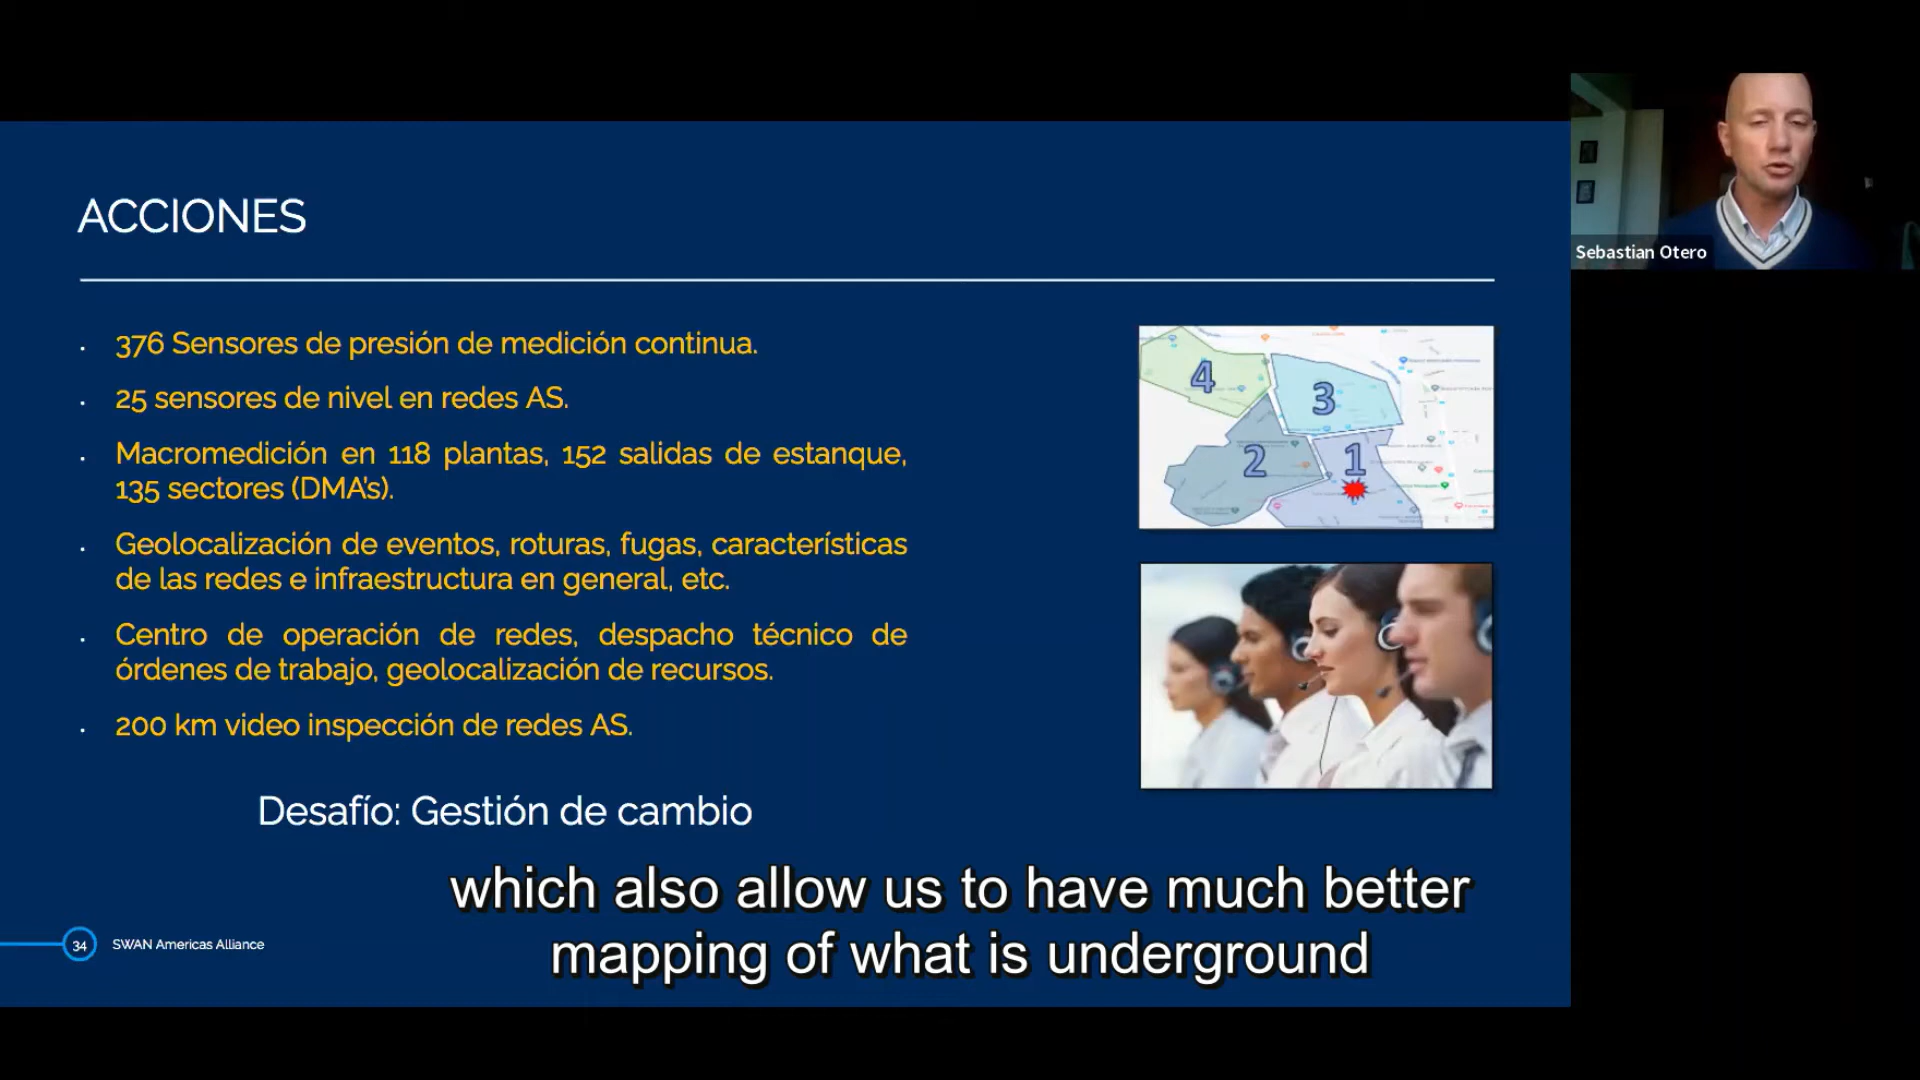 ACCIONES
376 Sensores de presión de medición continua.
25 sensores de nivel en redes AS.
Macromedición en 118 plantas, 152 salidas de estanque,
135 sectores (DMA's).
Geolocalización de eventos, roturas, fugas, características
de las redes e infraestructura en general, etc.
Centro de operación de redes, despacho técnico de
órdenes de trabajo, geolocalización de recursos.
200 km video inspección de redes AS.
Desafío: Gestión de cambio
34 SWAN Americas Alliance
4
3
2
1
Sebastian Otero
which also allow us to have much better
mapping of what is underground